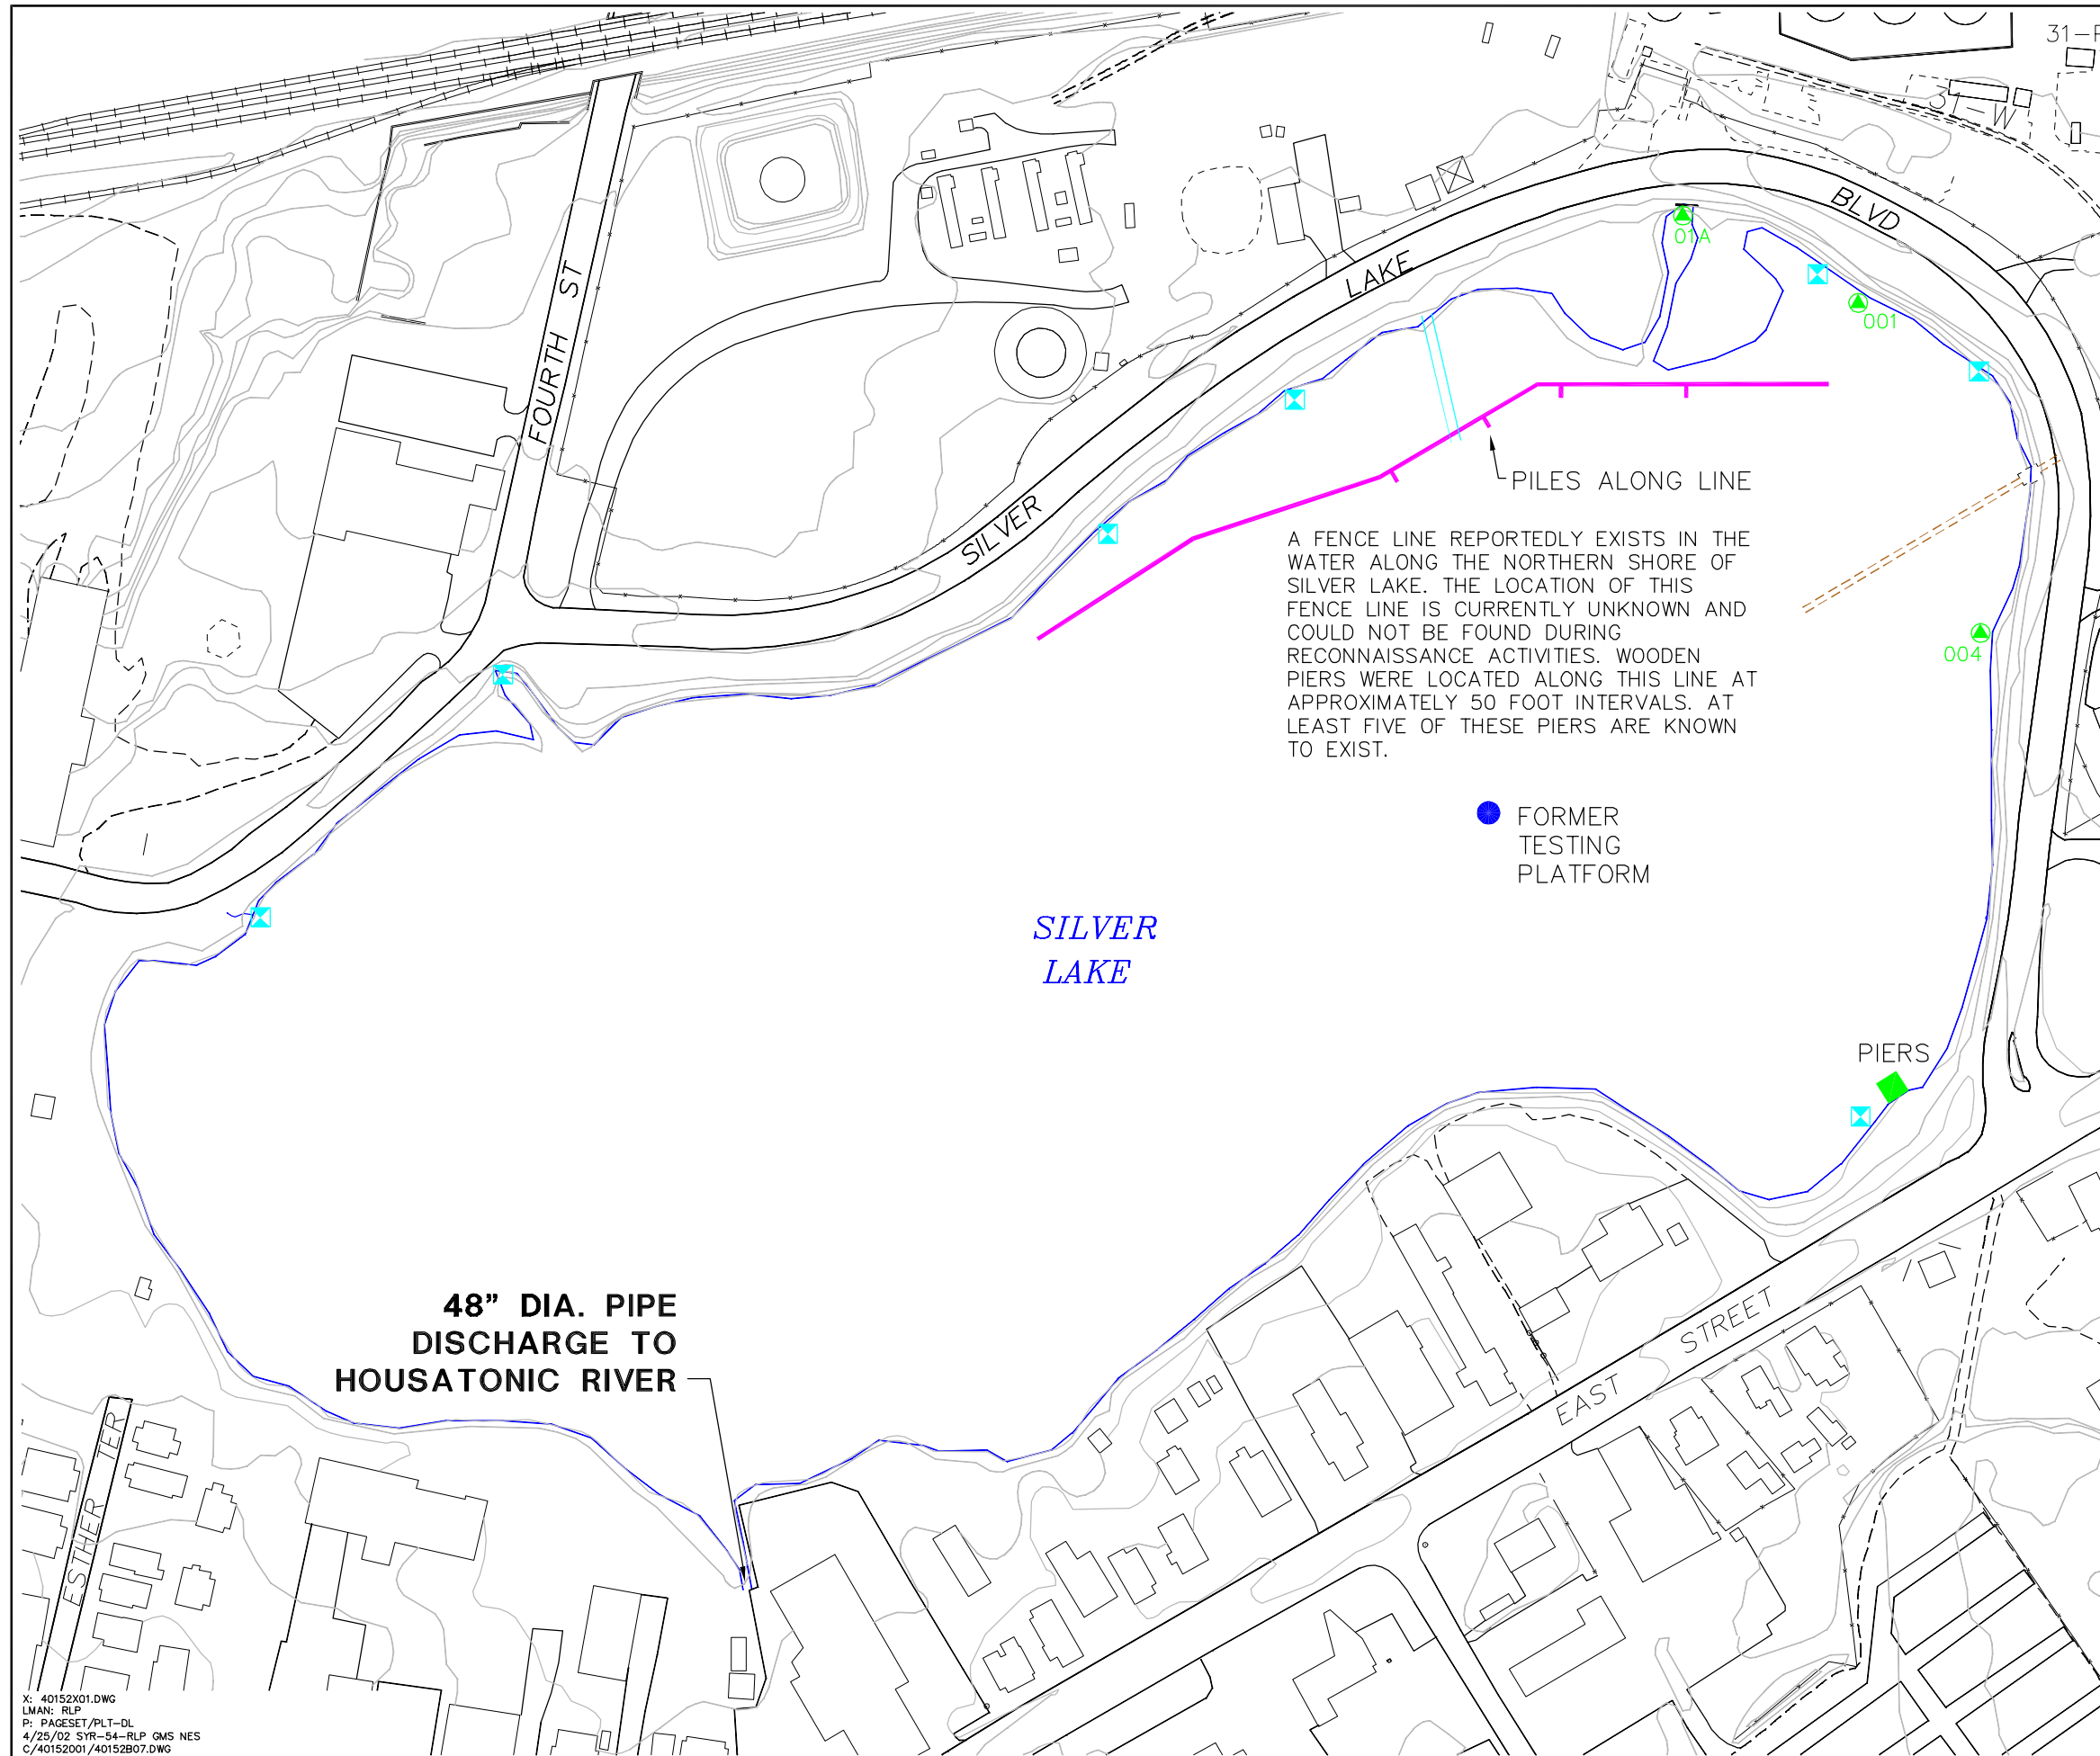 31-F
31-W
BLVD
01A
LAKE
FOURTH ST
001
PILES ALONG LINE
SILVER
A FENCE LINE REPORTEDLY EXISTS IN THE
WATER ALONG THE NORTHERN SHORE OF
SILVER LAKE. THE LOCATION OF THIS
FENCE LINE IS CURRENTLY UNKNOWN AND
COULD NOT BE FOUND DURING
RECONNAISSANCE ACTIVITIES. WOODEN
PIERS WERE LOCATED ALONG THIS LINE AT
APPROXIMATELY 50 FOOT INTERVALS. AT
LEAST FIVE OF THESE PIERS ARE KNOWN
TO EXIST.
004
FORMER
TESTING
PLATFORM
SILVER
LAKE
PIERS
48" DIA. PIPE
DISCHARGE TO
HOUSATONIC RIVER
EAST STREET
ESTHER TER
X: 40152X01.DWG
LMAN: RLP
P: PAGESET/PLT-DL
4/25/02 SYR-54-RLP GMS NES
C/40152001/40152B07.DWG